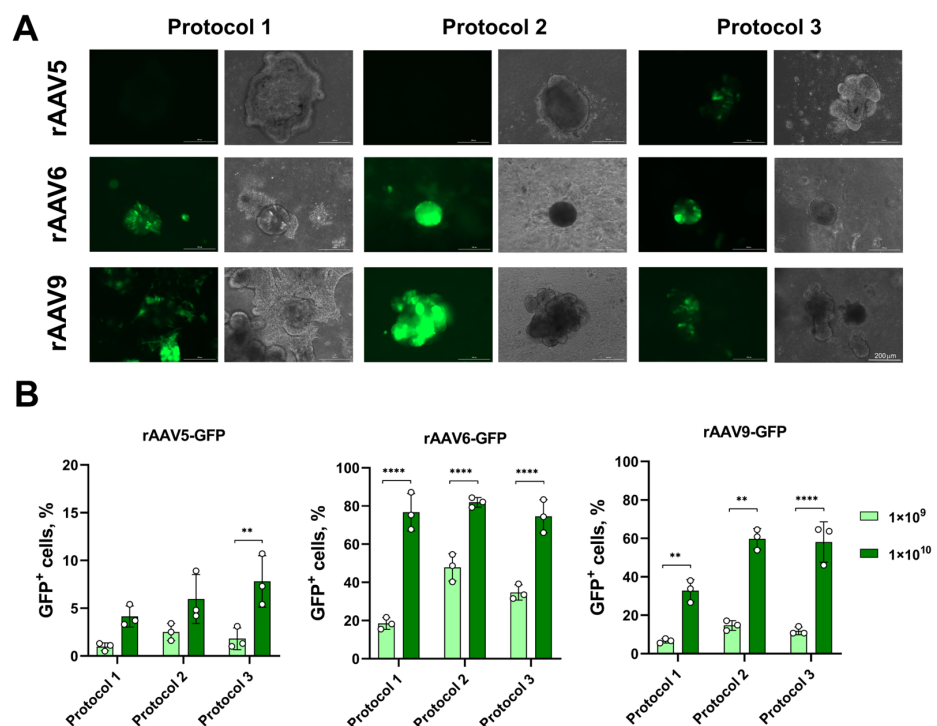 A
Protocol 1
Protocol 2
Protocol 3
rAAV5
rAAV6
rAAV9
200 µm
B
rAAV5-GFP
GFP⁺ cells, %
20
15
10
5
0
**
Protocol 1
Protocol 2
Protocol 3
rAAV6-GFP
GFP⁺ cells, %
100
80
60
40
20
0
****
****
****
Protocol 1
Protocol 2
Protocol 3
rAAV9-GFP
GFP⁺ cells, %
100
80
60
40
20
0
**
**
****
Protocol 1
Protocol 2
Protocol 3
1×10⁹
1×10¹⁰